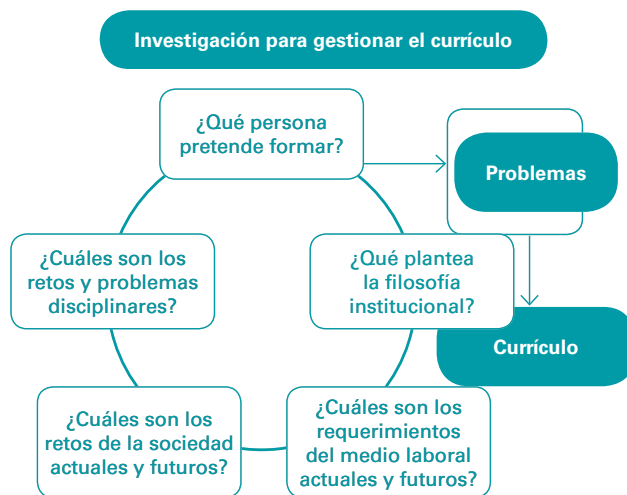 Investigación para gestionar el currículo
¿Qué persona
pretende formar?
Problemas
¿Cuáles son los
retos y problemas
disciplinares?
¿Qué plantea
la filosofía
institucional?
Currículo
¿Cuáles son los
retos de la sociedad
actuales y futuros?
¿Cuáles son los
requerimientos
del medio laboral
actuales y futuros?